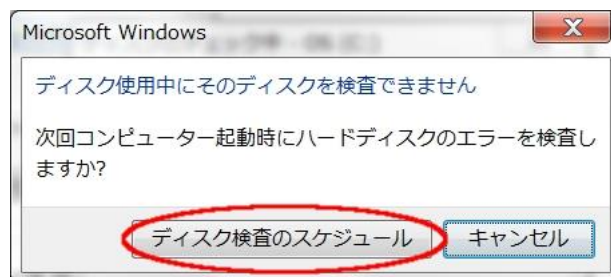 Microsoft Windows
ディスク使用中にそのディスクを検査できません
次回コンピューター起動時にハードディスクのエラーを検査し
ますか?
ディスク検査のスケジュール
キャンセル